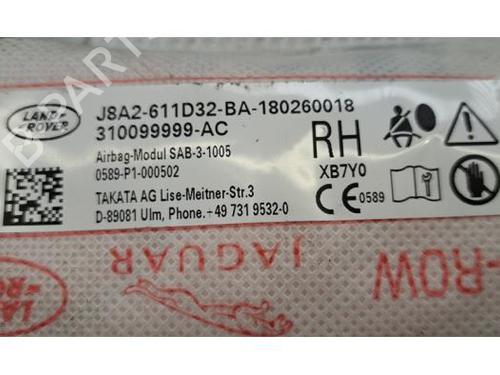 LAND
ROVER
J8A2-611D32-BA-180260018
310099999-AC
RH
Airbag-Modul SAB-3-1005
0589-P1-000502
XB7Y0
TAKATA AG Lise-Meitner-Str.3
D-89081 Ulm, Phone.+49 731 9532-0
CE 0589
-ROW
JAGUAR